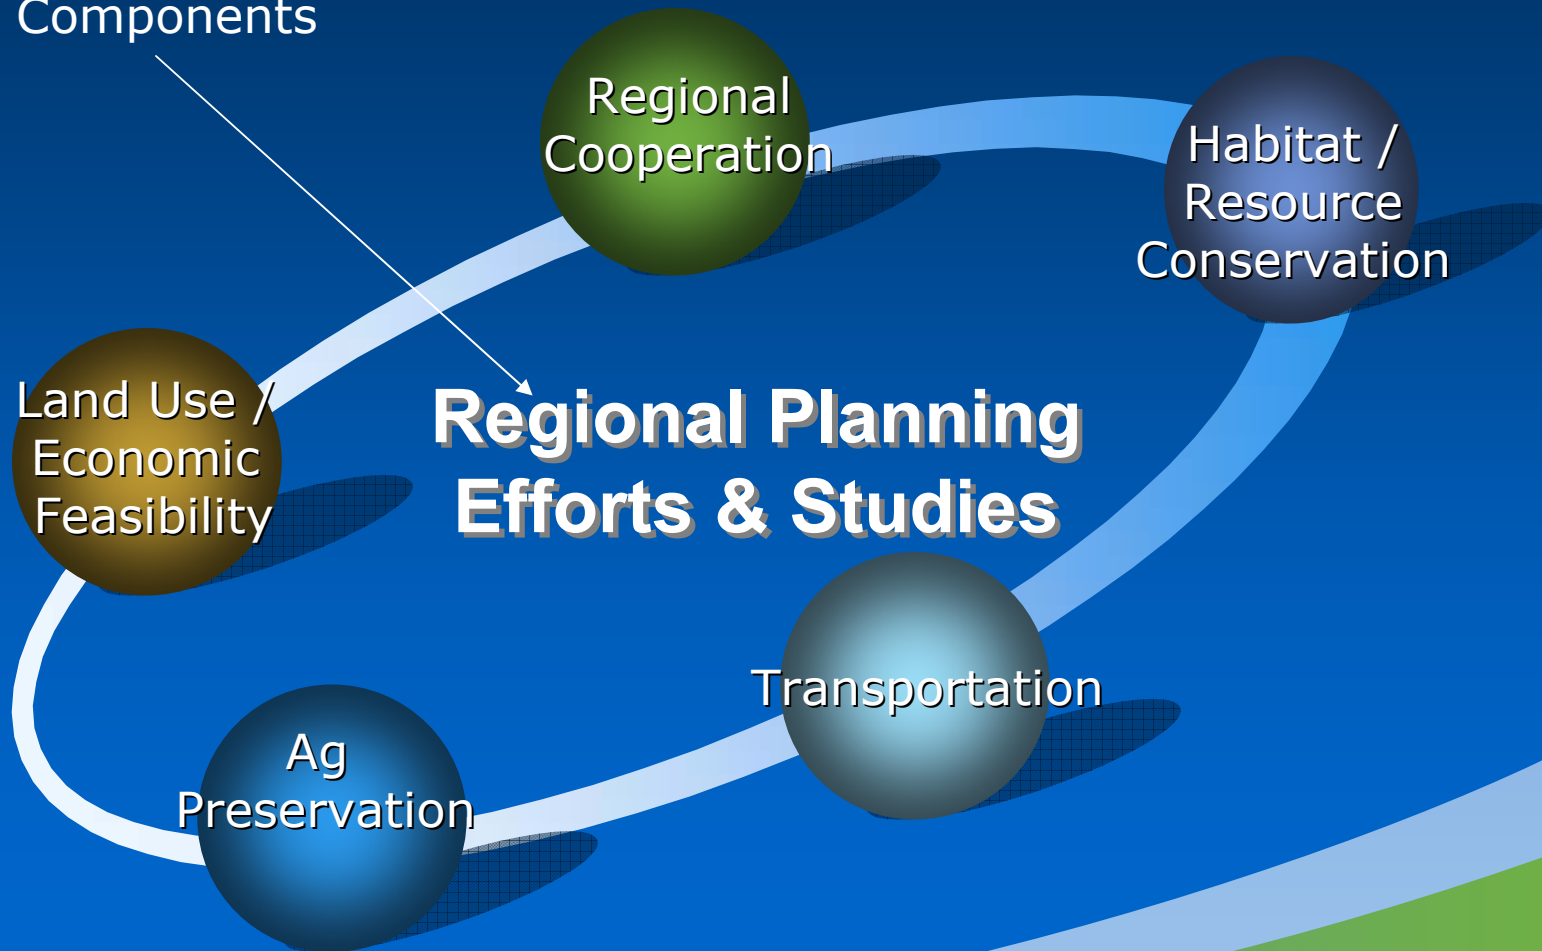 Components
Regional
Cooperation
Habitat /
Resource
Conservation
Land Use /
Economic
Feasibility
Regional Planning
Efforts & Studies
Transportation
Ag
Preservation